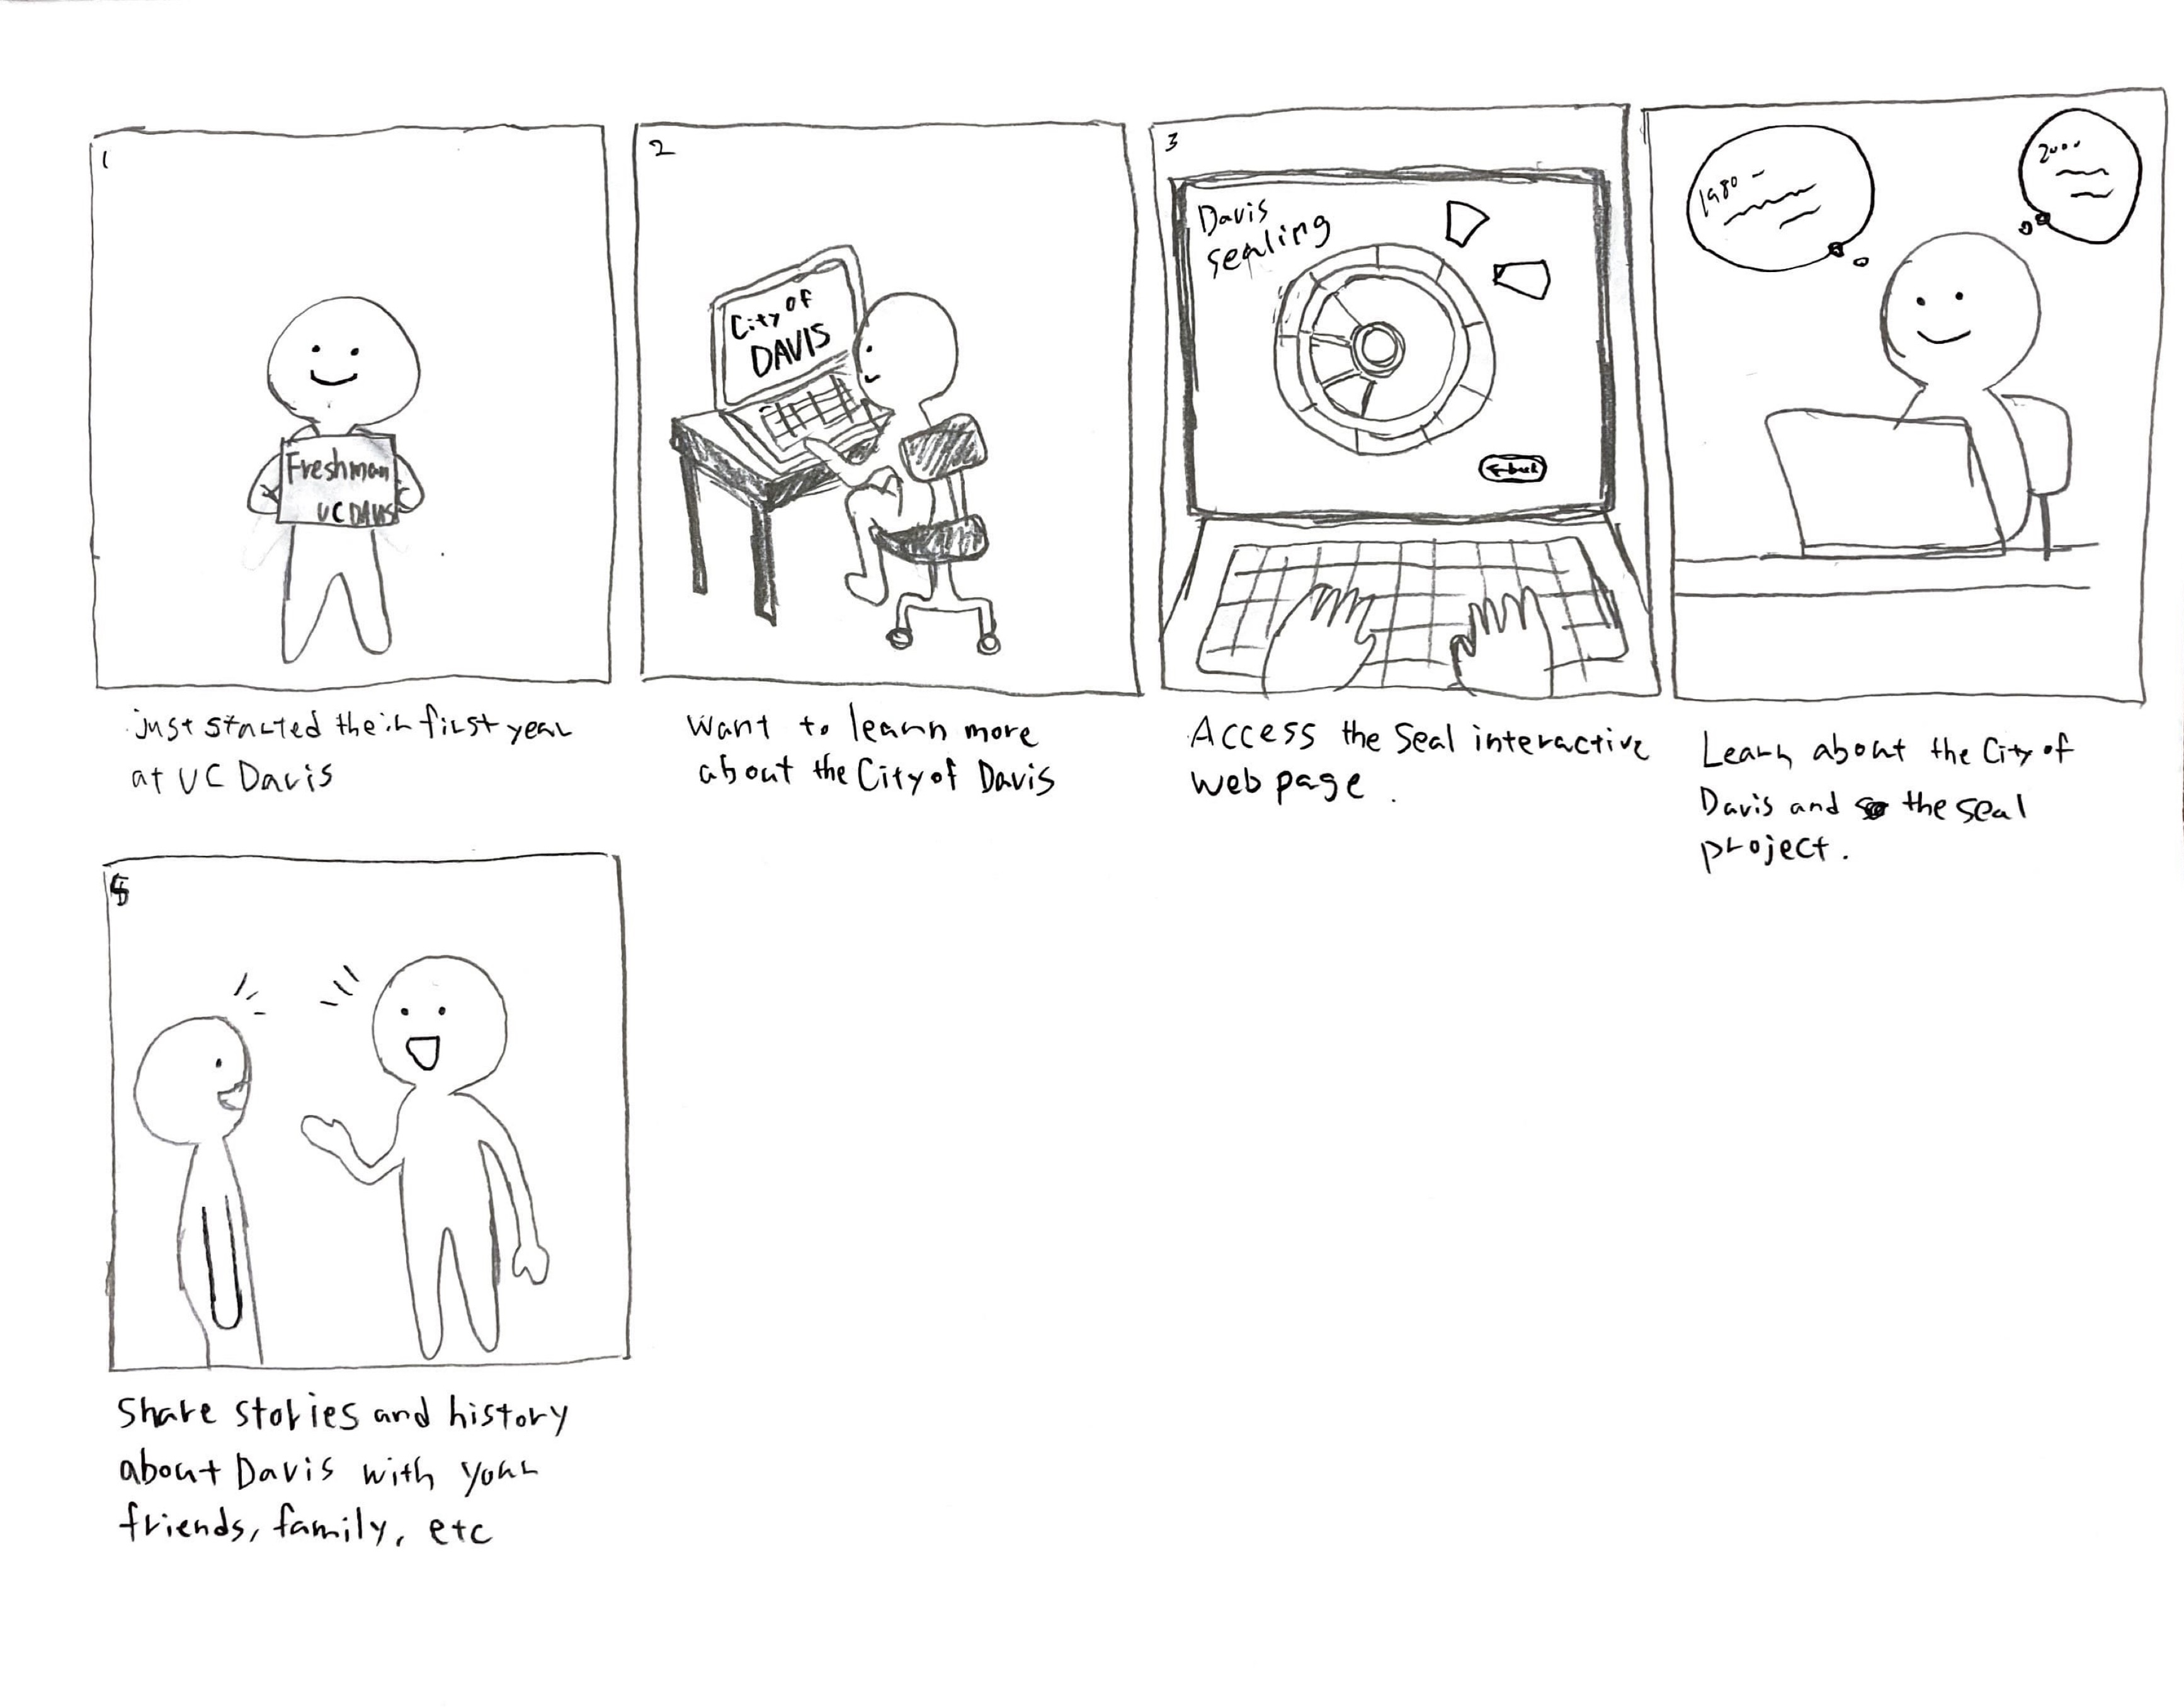 1
Freshman
UC DAVIS
just started their first year
at UC Davis
2
City of
DAVIS
want to learn more
about the City of Davis
3
Davis
sealing
←back
Access the Seal interactive
web page.
1980 -
2000
Learn about the City of
Davis and the seal
project.
5
Share stories and history
about Davis with your
friends, family, etc